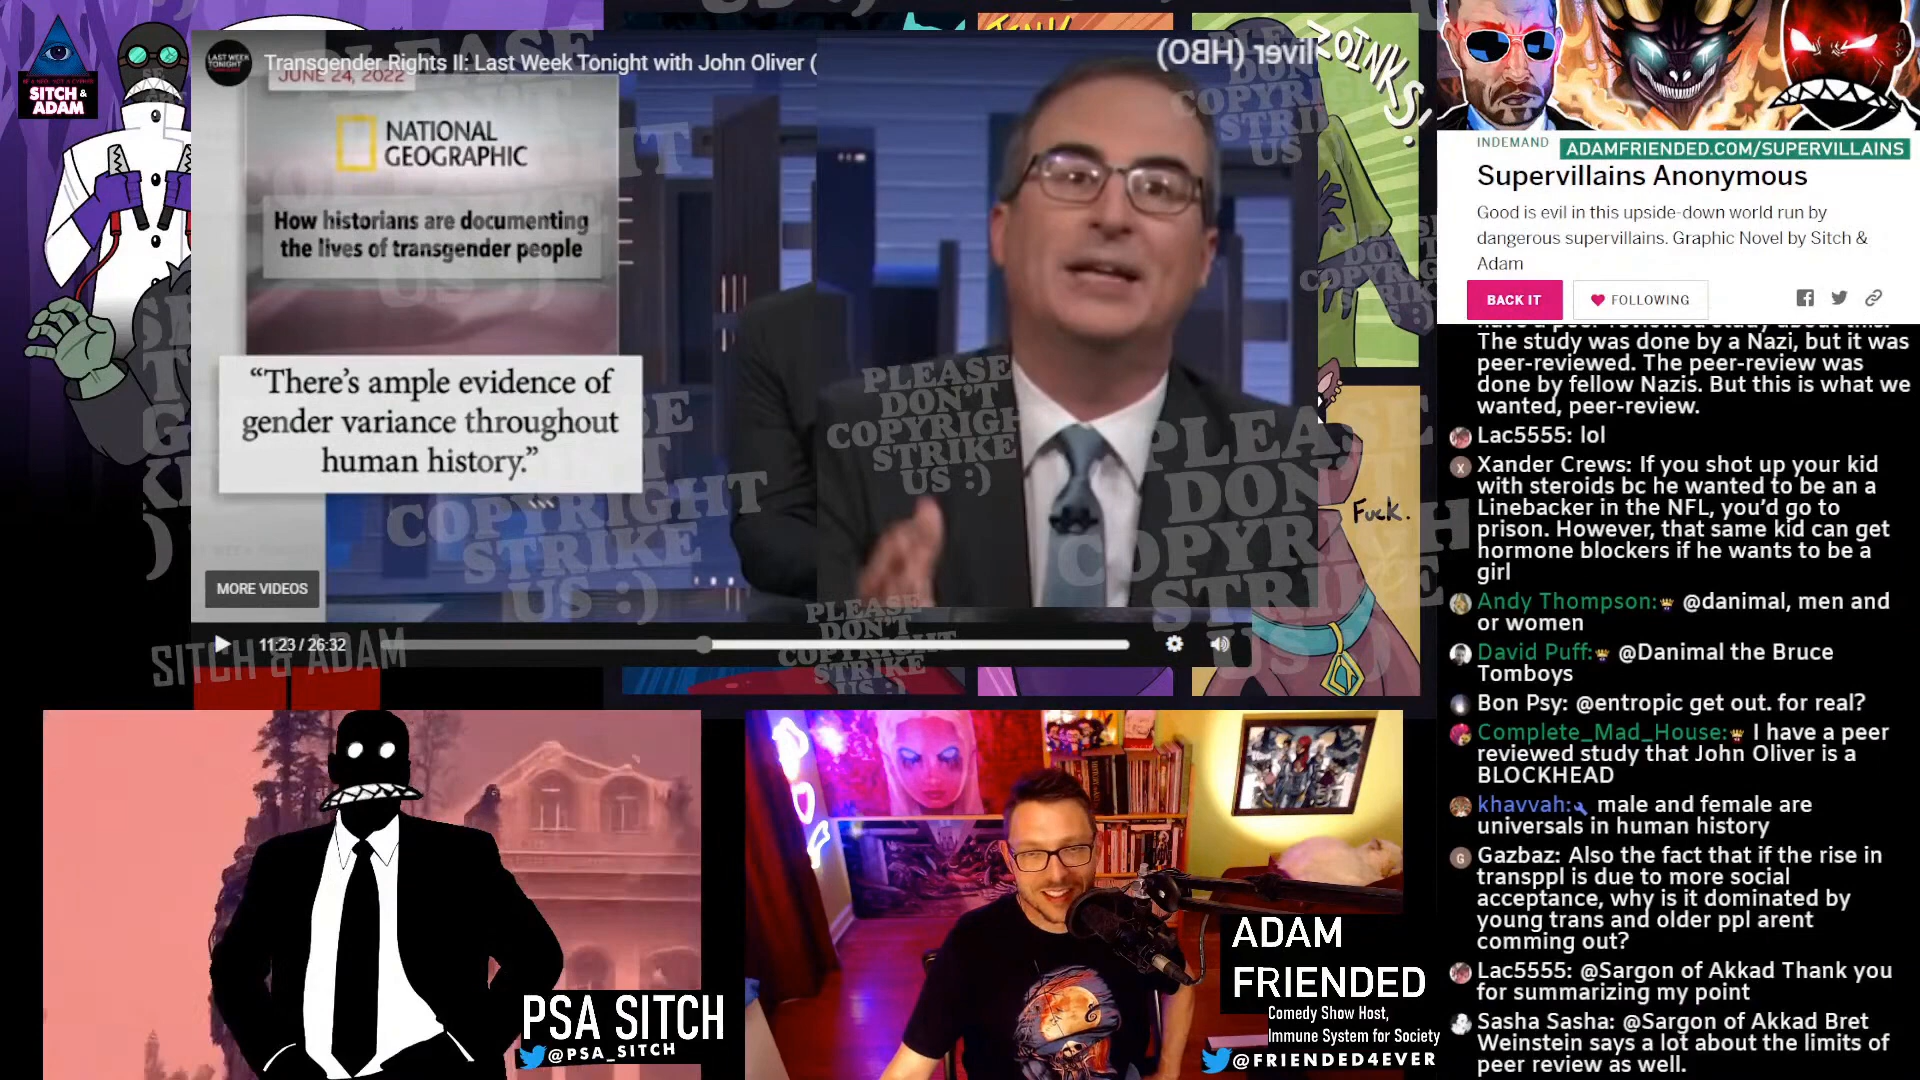 SITCH &
ADAM
Transgender Rights II: Last Week Tonight with John Oliver (
liver (HBO)
JUNE 24, 2022
NATIONAL
GEOGRAPHIC
How historians are documenting
the lives of transgender people
“There’s ample evidence of
gender variance throughout
human history.”
MORE VIDEOS
11:23 / 26:32
SITCH & ADAM
ZOINKS!
Fuck.
PLEASE
DON'T
COPYRIGHT
STRIKE
US :)
PLEASE
DON'T
COPYRIGHT
STRIKE
US :)
PSA SITCH
@PSA_SITCH
ADAM
FRIENDED
Comedy Show Host,
Immune System for Society
@FRIENDED4EVER
INDEMAND
ADAMFRIENDED.COM/SUPERVILLAINS
Supervillains Anonymous
Good is evil in this upside-down world run by
dangerous supervillains. Graphic Novel by Sitch &
Adam
BACK IT
FOLLOWING
The study was done by a Nazi, but it was
peer-reviewed. The peer-review was
done by fellow Nazis. But this is what we
wanted, peer-review.
Lac5555: lol
Xander Crews: If you shot up your kid
with steroids bc he wanted to be an a
Linebacker in the NFL, you’d go to
prison. However, that same kid can get
hormone blockers if he wants to be a
girl
Andy Thompson: @danimal, men and
or women
David Puff: @Danimal the Bruce
Tomboys
Bon Psy: @entropic get out. for real?
Complete_Mad_House: I have a peer
reviewed study that John Oliver is a
BLOCKHEAD
khavvah: male and female are
universals in human history
Gazbaz: Also the fact that if the rise in
transppl is due to more social
acceptance, why is it dominated by
young trans and older ppl arent
comming out?
Lac5555: @Sargon of Akkad Thank you
for summarizing my point
Sasha Sasha: @Sargon of Akkad Bret
Weinstein says a lot about the limits of
peer review as well.